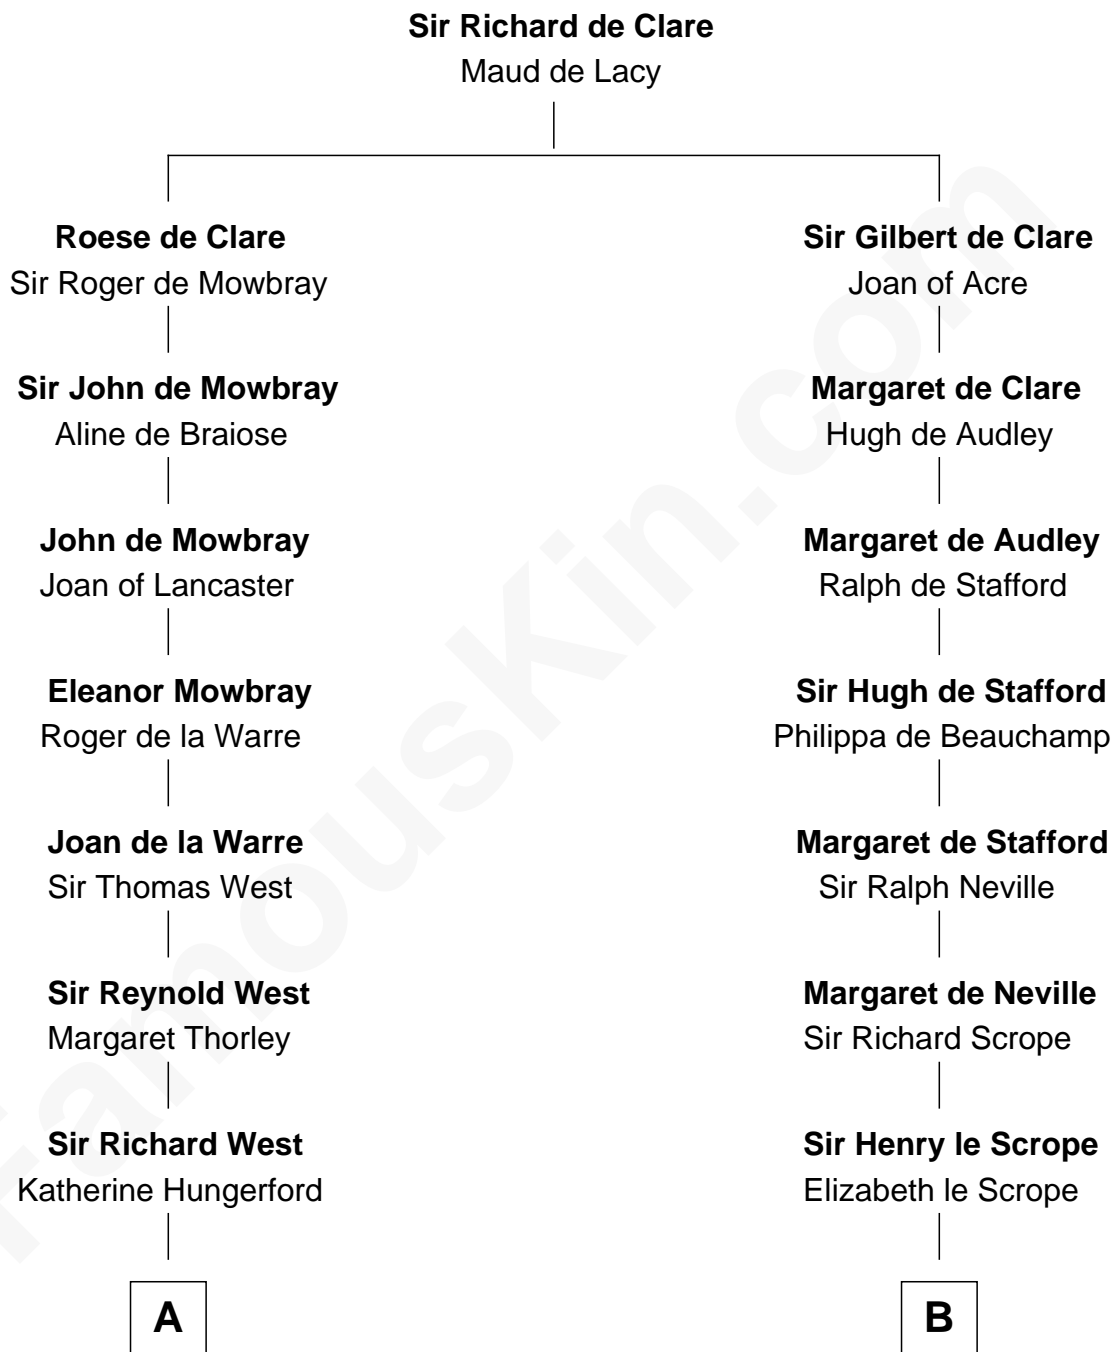 Sir Richard de Clare
Maud de Lacy
Roese de Clare
Sir Roger de Mowbray
Sir John de Mowbray
Aline de Braiose
John de Mowbray
Joan of Lancaster
Eleanor Mowbray
Roger de la Warre
Joan de la Warre
Sir Thomas West
Sir Reynold West
Margaret Thorley
Sir Richard West
Katherine Hungerford
A
Sir Gilbert de Clare
Joan of Acre
Margaret de Clare
Hugh de Audley
Margaret de Audley
Ralph de Stafford
Sir Hugh de Stafford
Philippa de Beauchamp
Margaret de Stafford
Sir Ralph Neville
Margaret de Neville
Sir Richard Scrope
Sir Henry le Scrope
Elizabeth le Scrope
B
FamousKin.com